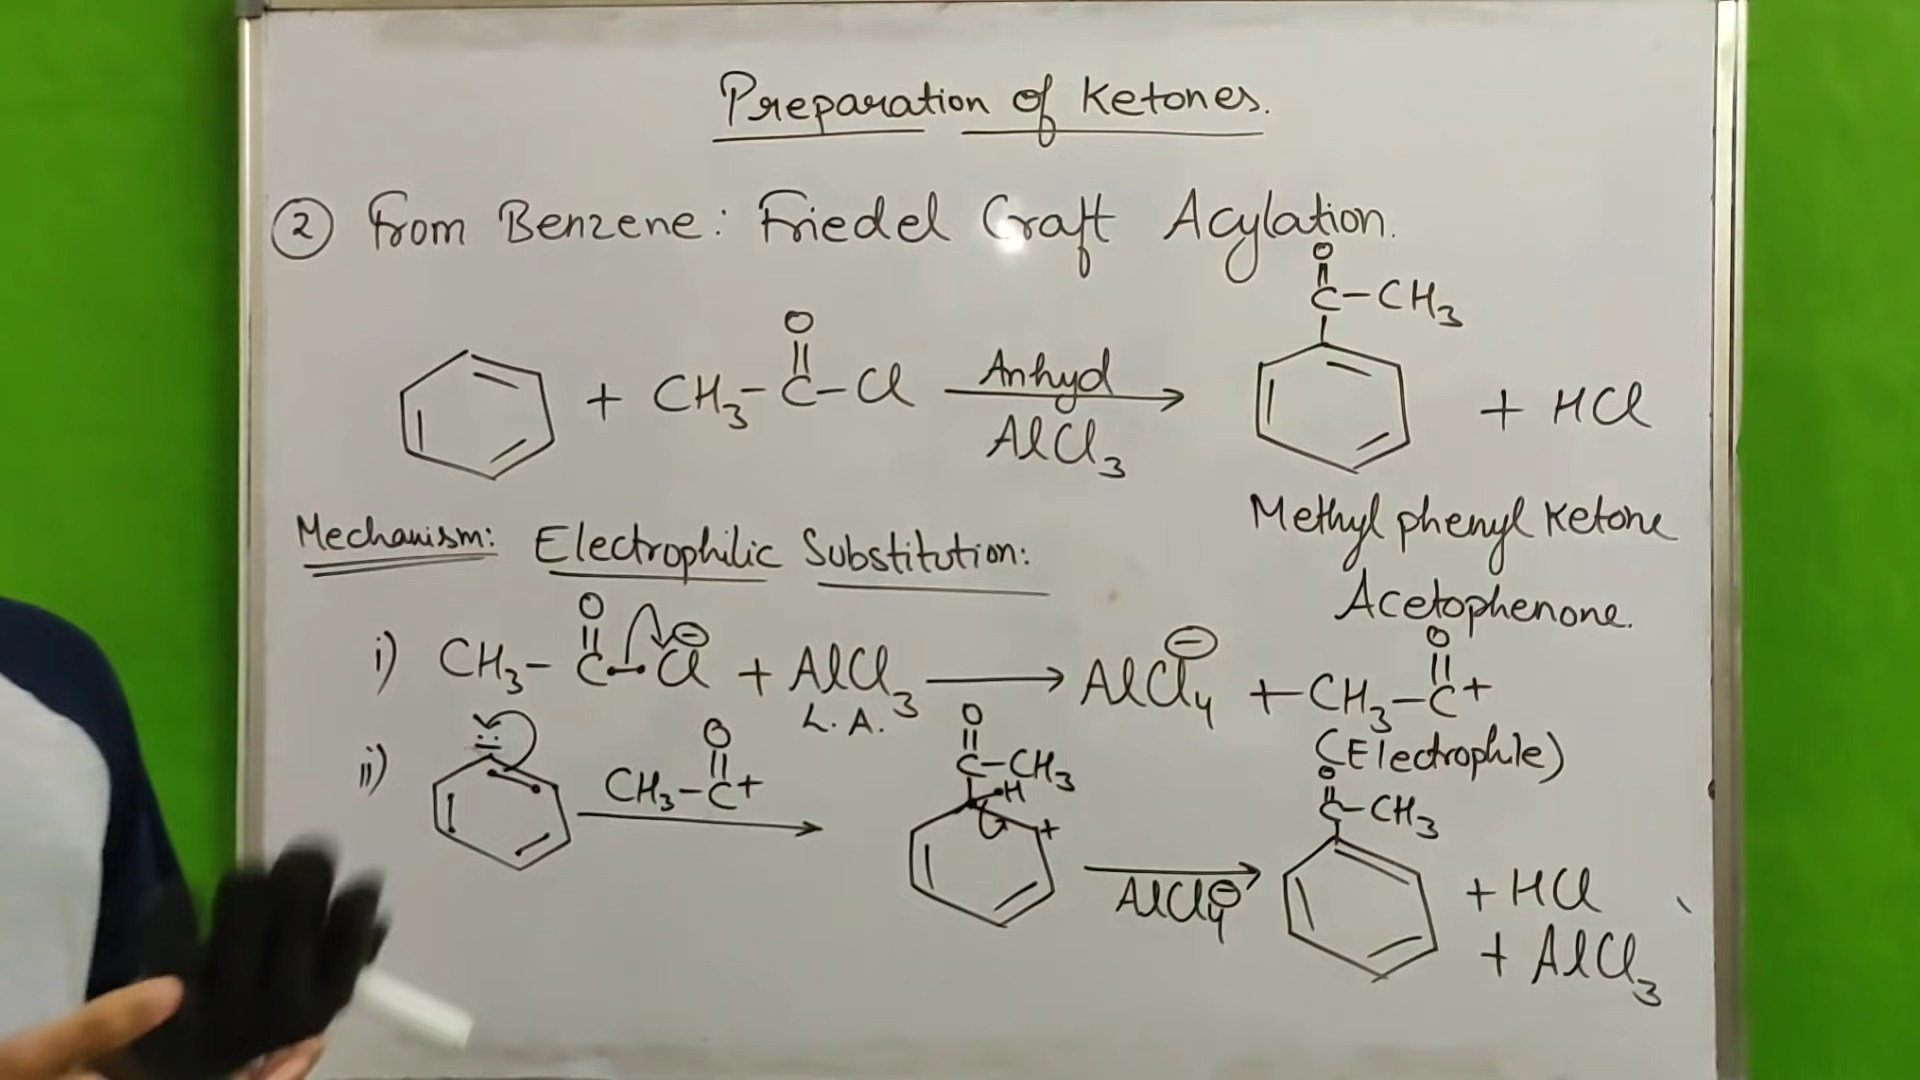 Preparation of Ketones.
② From Benzene: Friedel Craft Acylation.
O
C-CH3
O
+ CH3-C-Cl Anhyd AlCl3 + HCl
Methyl phenyl Ketone
Acetophenone.
Mechanism: Electrophilic Substitution:
O O
i) CH3-C-Cl⊖ + AlCl3 → AlCl4⊖ + CH3-C+
L.A. (Electrophile)
ii) O
CH3-C+
O
C-CH3
H
+
AlCl4⊖
O
C-CH3
+ HCl
+ AlCl3